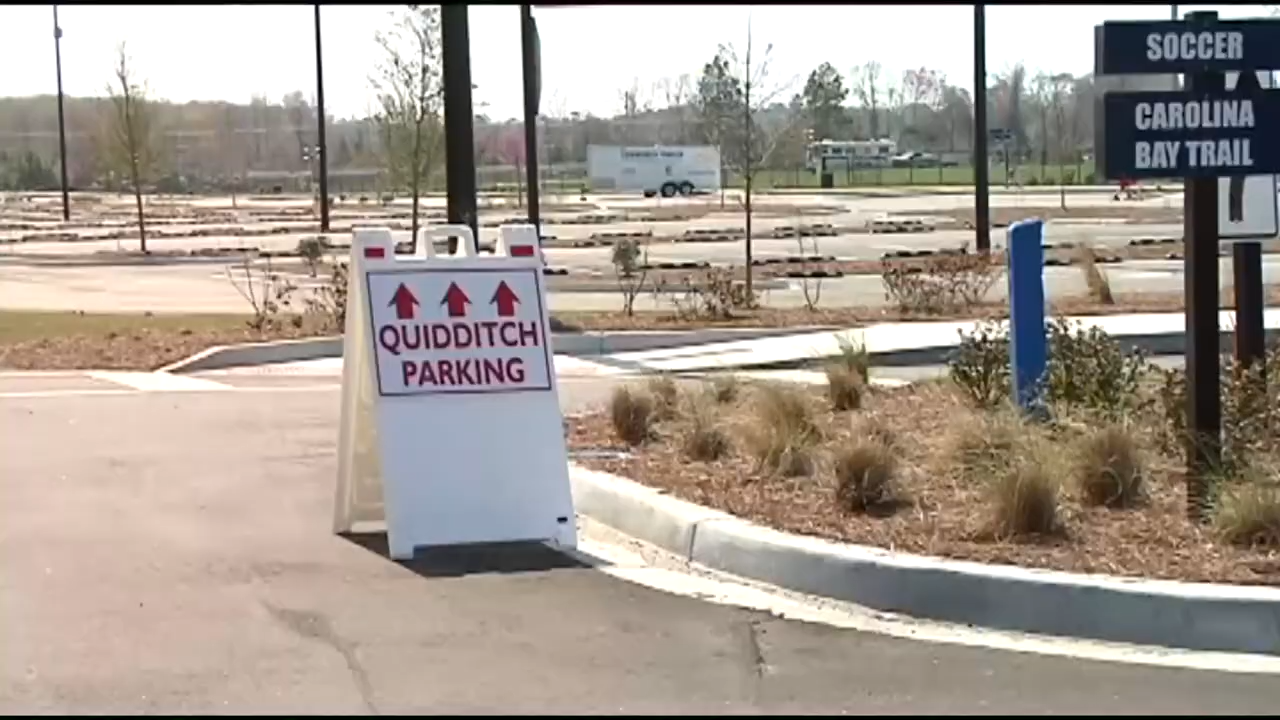 SOCCER
CAROLINA
BAY TRAIL
QUIDDITCH
PARKING